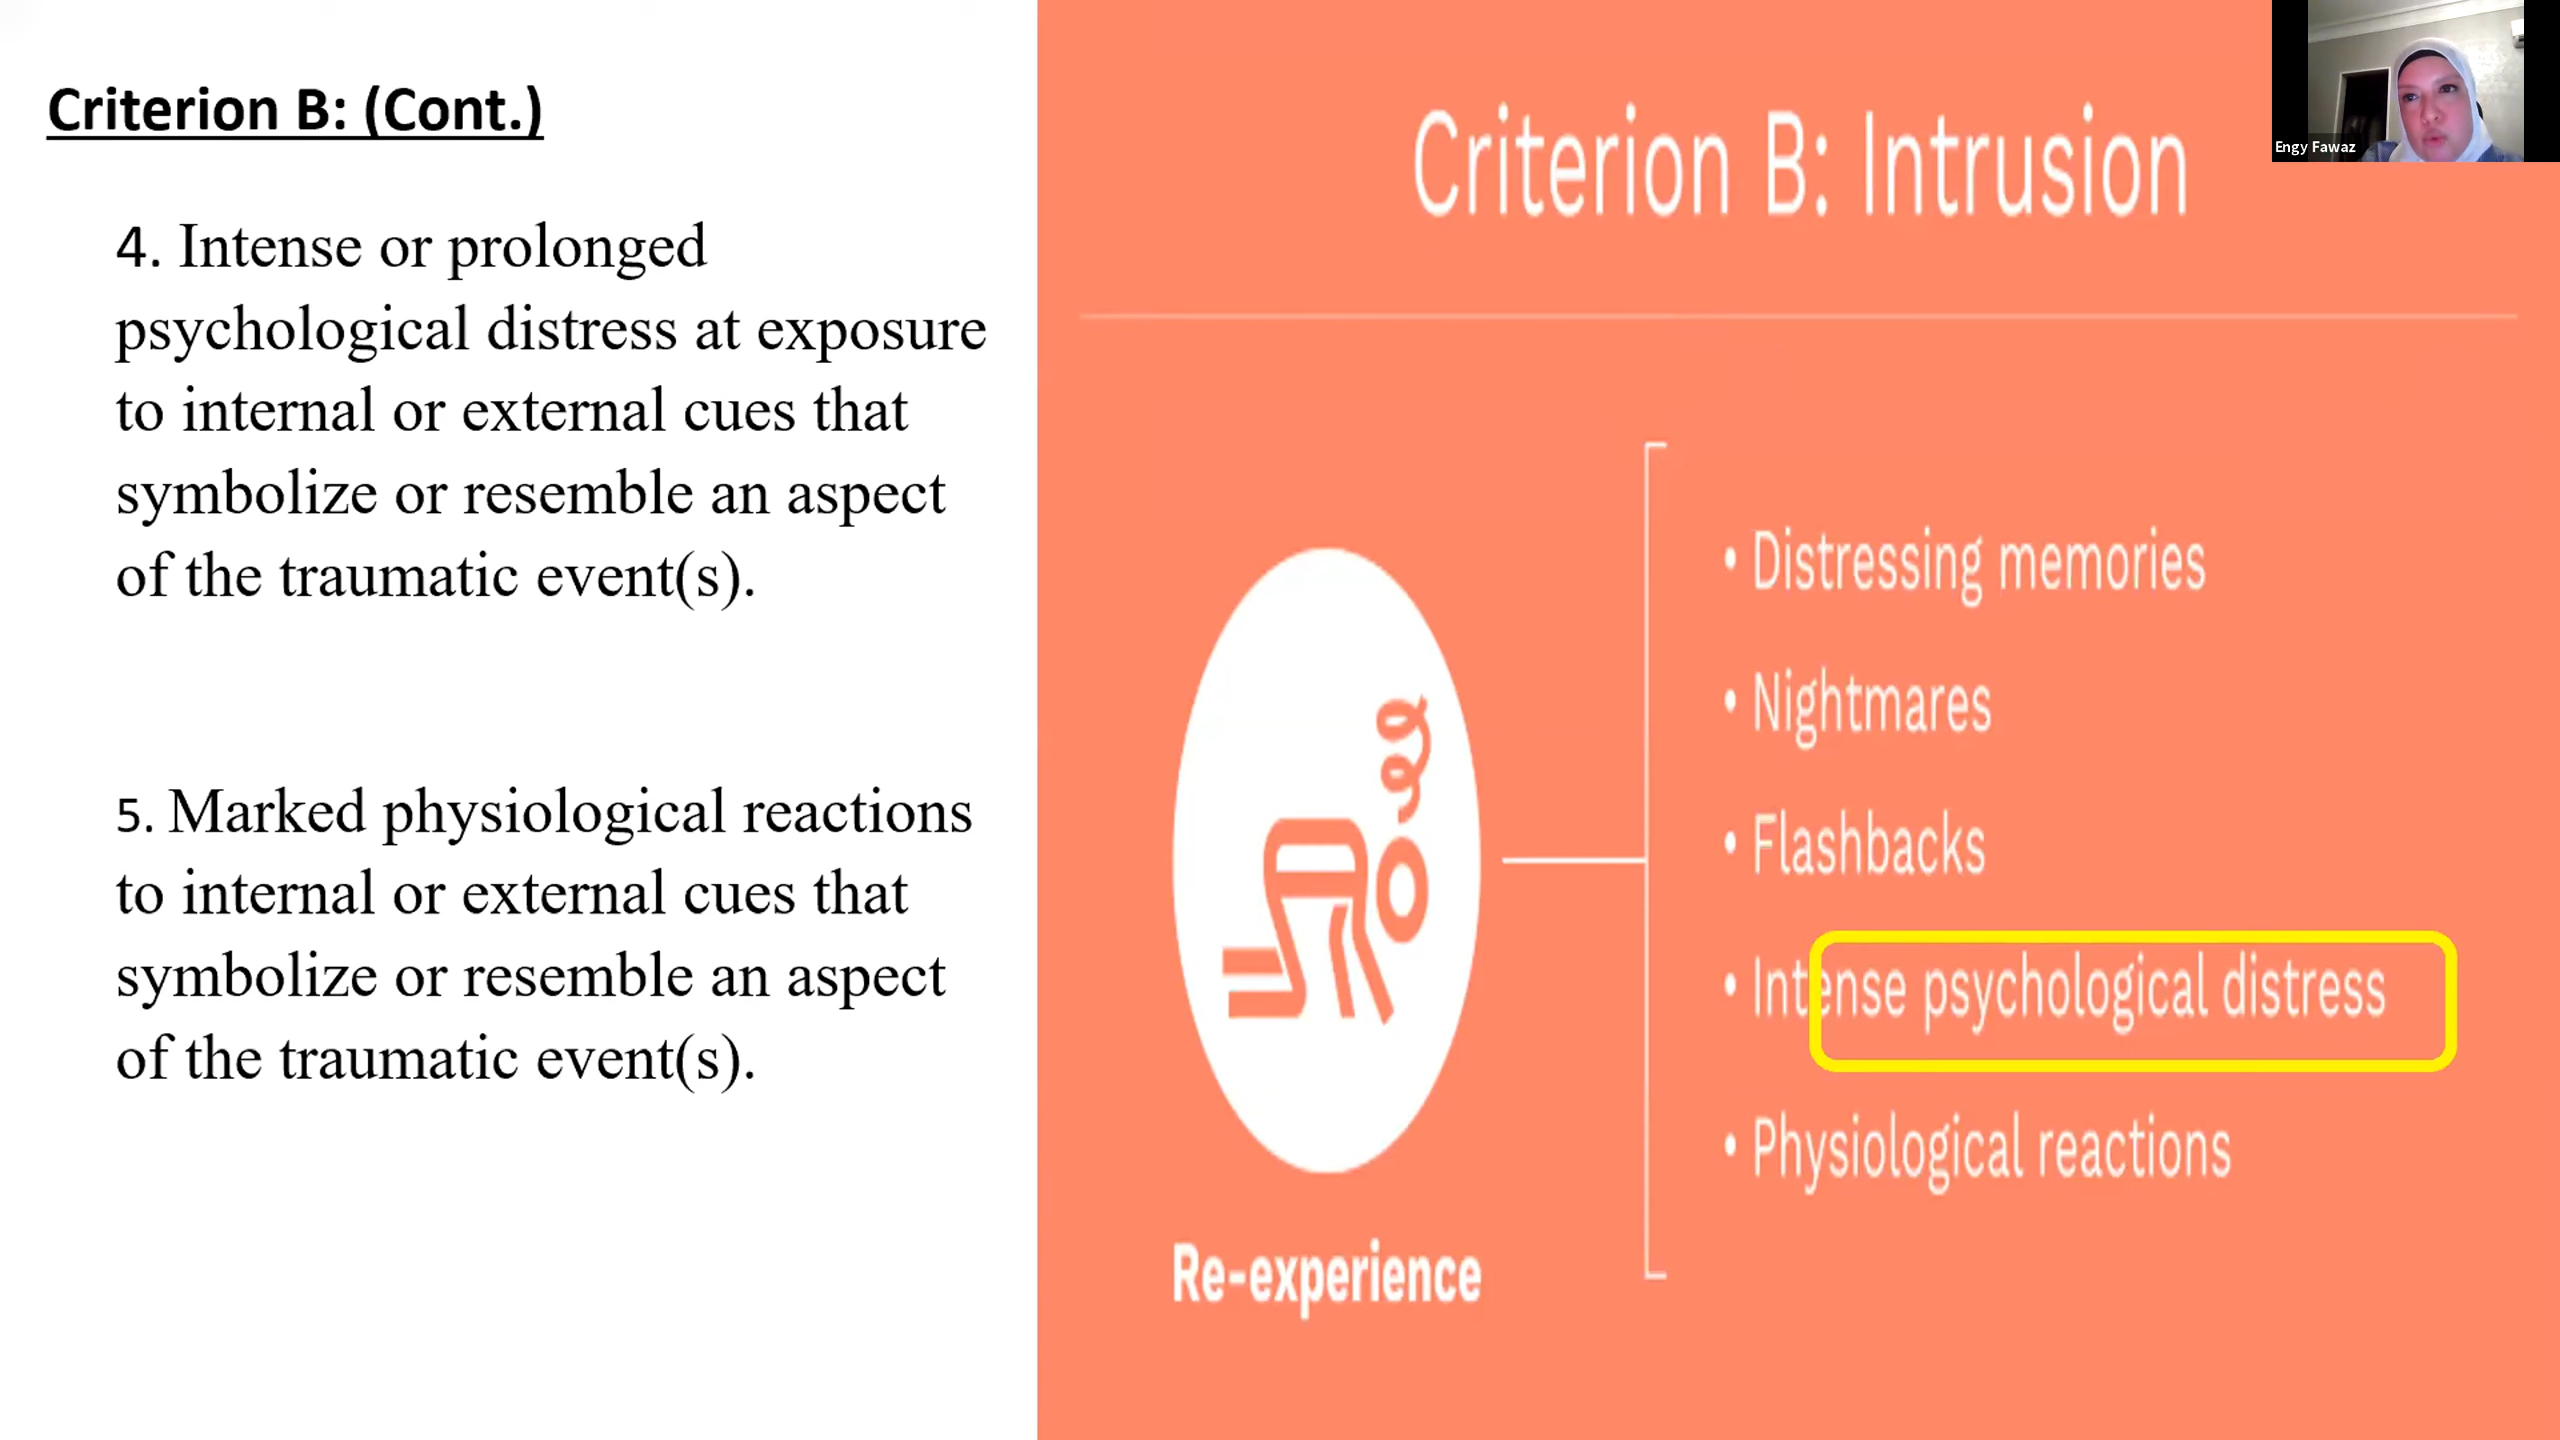 Criterion B: (Cont.)
4. Intense or prolonged
psychological distress at exposure
to internal or external cues that
symbolize or resemble an aspect
of the traumatic event(s).
5. Marked physiological reactions
to internal or external cues that
symbolize or resemble an aspect
of the traumatic event(s).
Criterion B: Intrusion
• Distressing memories
• Nightmares
• Flashbacks
• Intense psychological distress
• Physiological reactions
Re-experience
Engy Fawaz